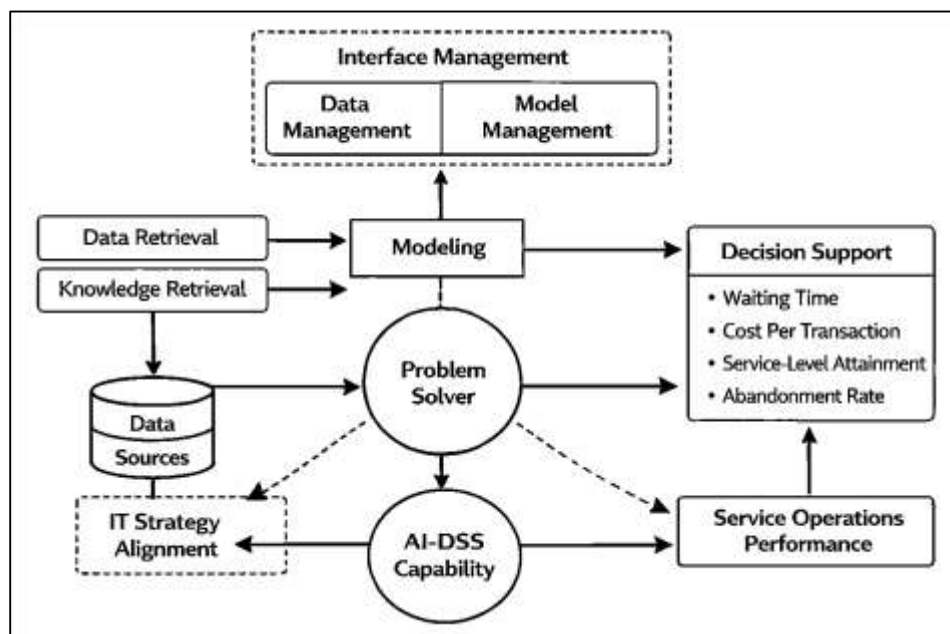 Interface Management
Data
Management
Model
Management
Data Retrieval
Modeling
Knowledge Retrieval
Decision Support
• Waiting Time
• Cost Per Transaction
• Service-Level Attainment
• Abandonment Rate
Problem
Solver
Data
Sources
IT Strategy
Alignment
AI-DSS
Capability
Service Operations
Performance